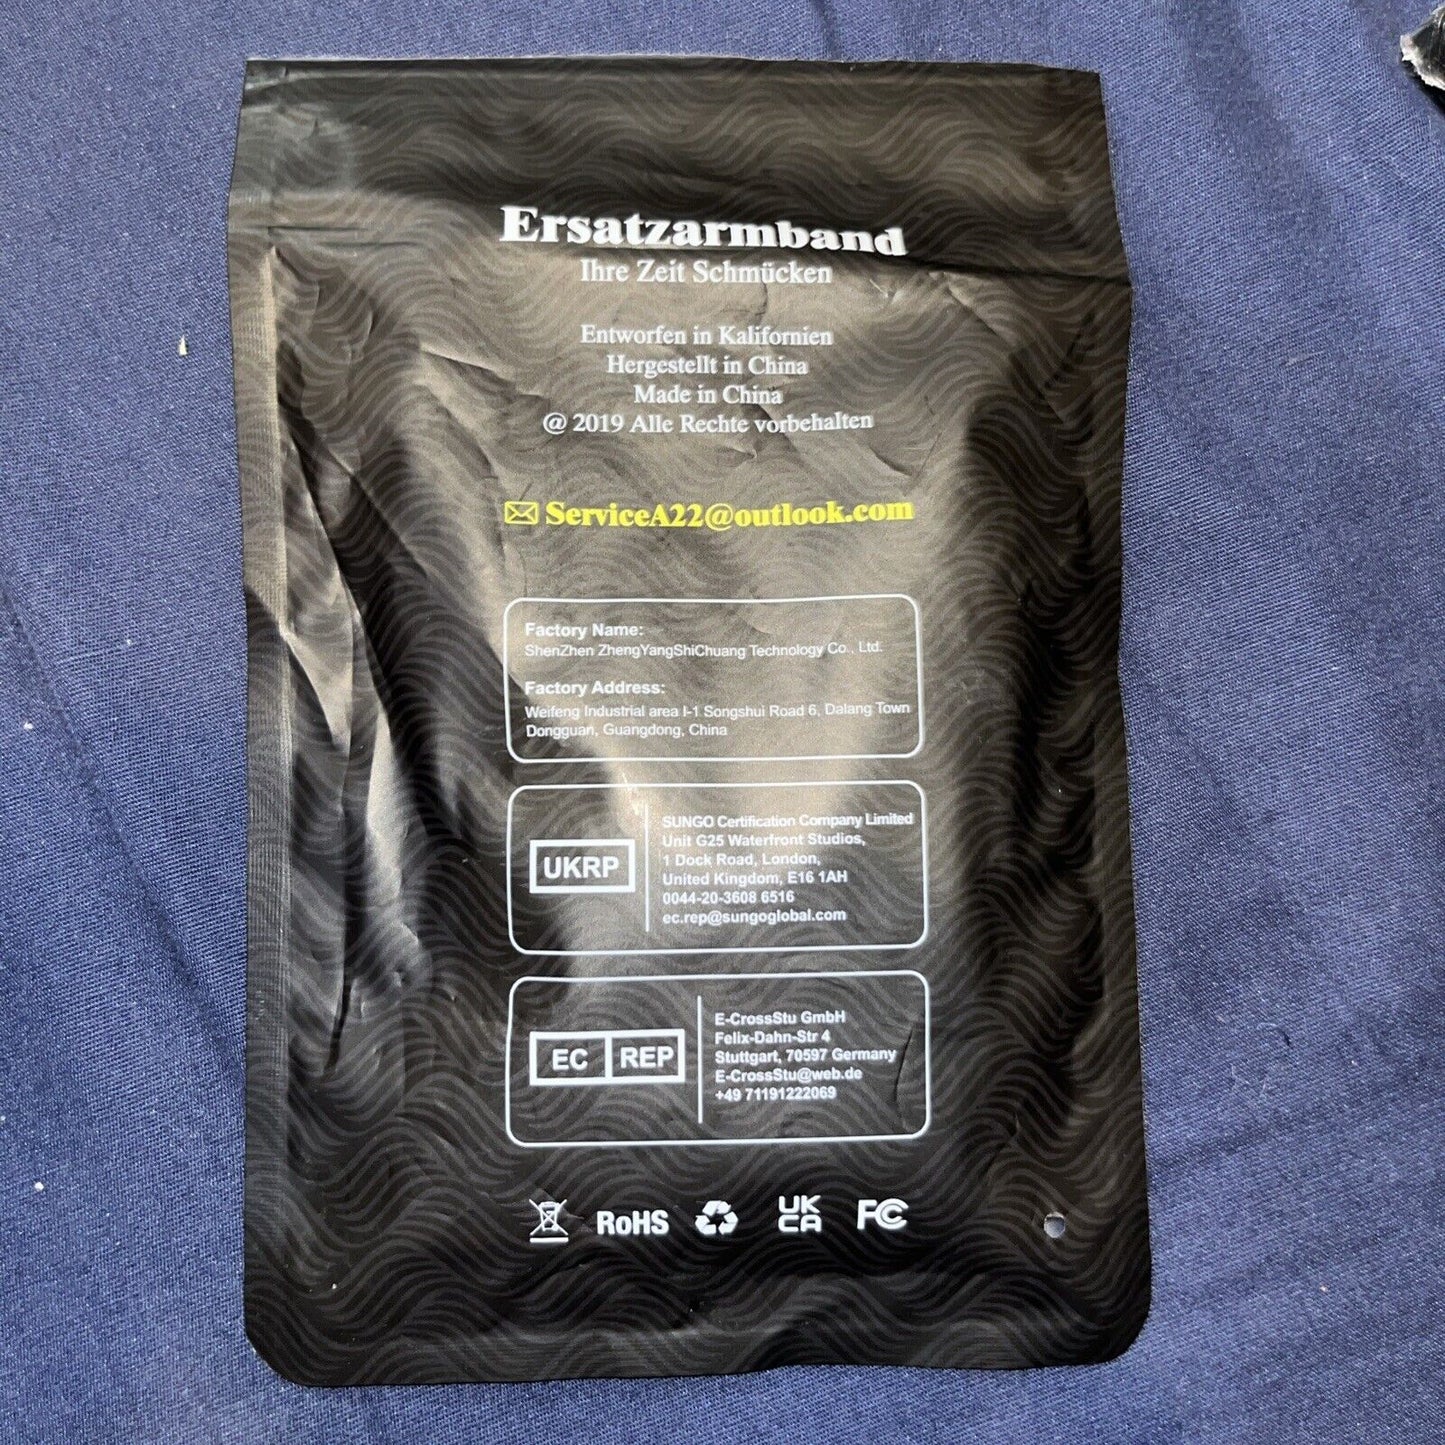 Ersatzarmband
Ihre Zeit Schmücken
Entworfen in Kalifornien
Hergestellt in China
Made in China
@ 2019 Alle Rechte vorbehalten
ServiceA22@outlook.com
Factory Name:
ShenZhen ZhengYangShiChuang Technology Co., Ltd.
Factory Address:
Weifeng Industrial area I-1 Songshui Road 6, Dalang Town
Dongguan, Guangdong, China
UKRP
SUNGO Certification Company Limited
Unit G25 Waterfront Studios,
1 Dock Road, London,
United Kingdom, E16 1AH
0044-20-3608 6516
ec.rep@sungoglobal.com
EC REP
E-CrossStu GmbH
Felix-Dahn-Str 4
Stuttgart, 70597 Germany
E-CrossStu@web.de
+49 71191222069
RoHS
UK
CA
FC